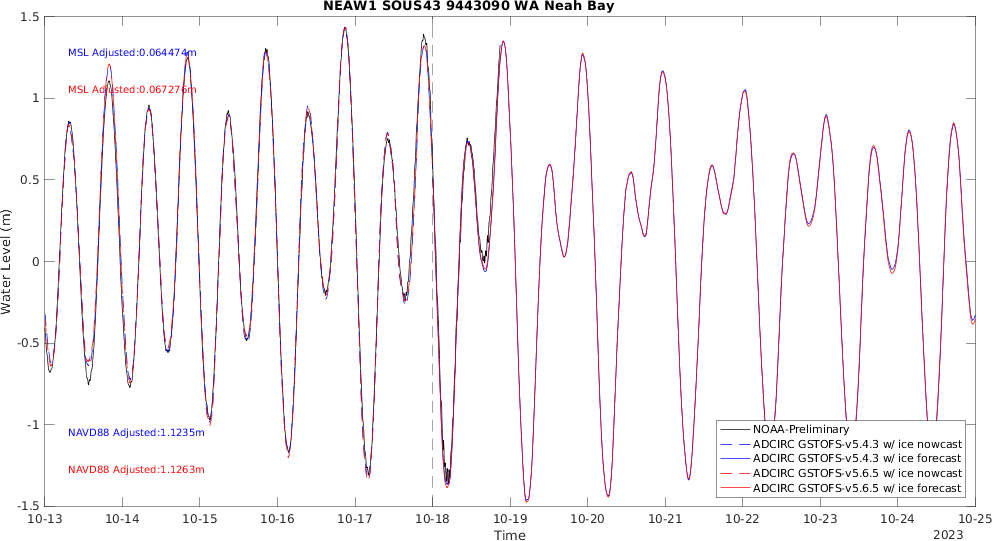 NEAW1 SOUS43 9443090 WA Neah Bay
Water Level (m)
1.5
1
0.5
0
-0.5
-1
-1.5
MSL Adjusted:0.064474m
MSL Adjusted:0.067276m
NAVD88 Adjusted:1.1235m
NAVD88 Adjusted:1.1263m
NOAA-Preliminary
ADCIRC GSTOFS-v5.4.3 w/ ice nowcast
ADCIRC GSTOFS-v5.4.3 w/ ice forecast
ADCIRC GSTOFS-v5.6.5 w/ ice nowcast
ADCIRC GSTOFS-v5.6.5 w/ ice forecast
10-13 10-14 10-15 10-16 10-17 10-18 10-19 10-20 10-21 10-22 10-23 10-24 10-25
Time
2023